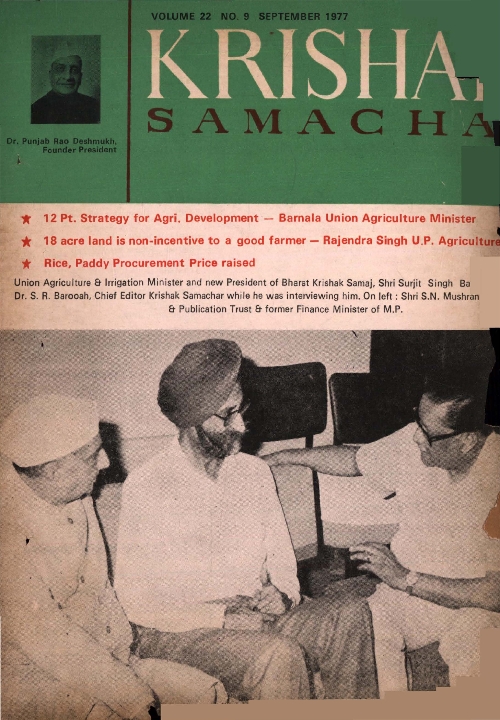 VOLUME 22 NO. 9 SEPTEMBER 1977
KRISHA
SAMACHA
Dr. Punjab Rao Deshmukh,
Founder President
★ 12 Pt. Strategy for Agri. Development — Barnala Union Agriculture Minister
★ 18 acre land is non-incentive to a good farmer — Rajendra Singh U.P. Agriculture
★ Rice, Paddy Procurement Price raised
Union Agriculture & Irrigation Minister and new President of Bharat Krishak Samaj, Shri Surjit Singh Ba
Dr. S. R. Barooah, Chief Editor Krishak Samachar while he was interviewing him. On left : Shri S.N. Mushran
& Publication Trust & former Finance Minister of M.P.